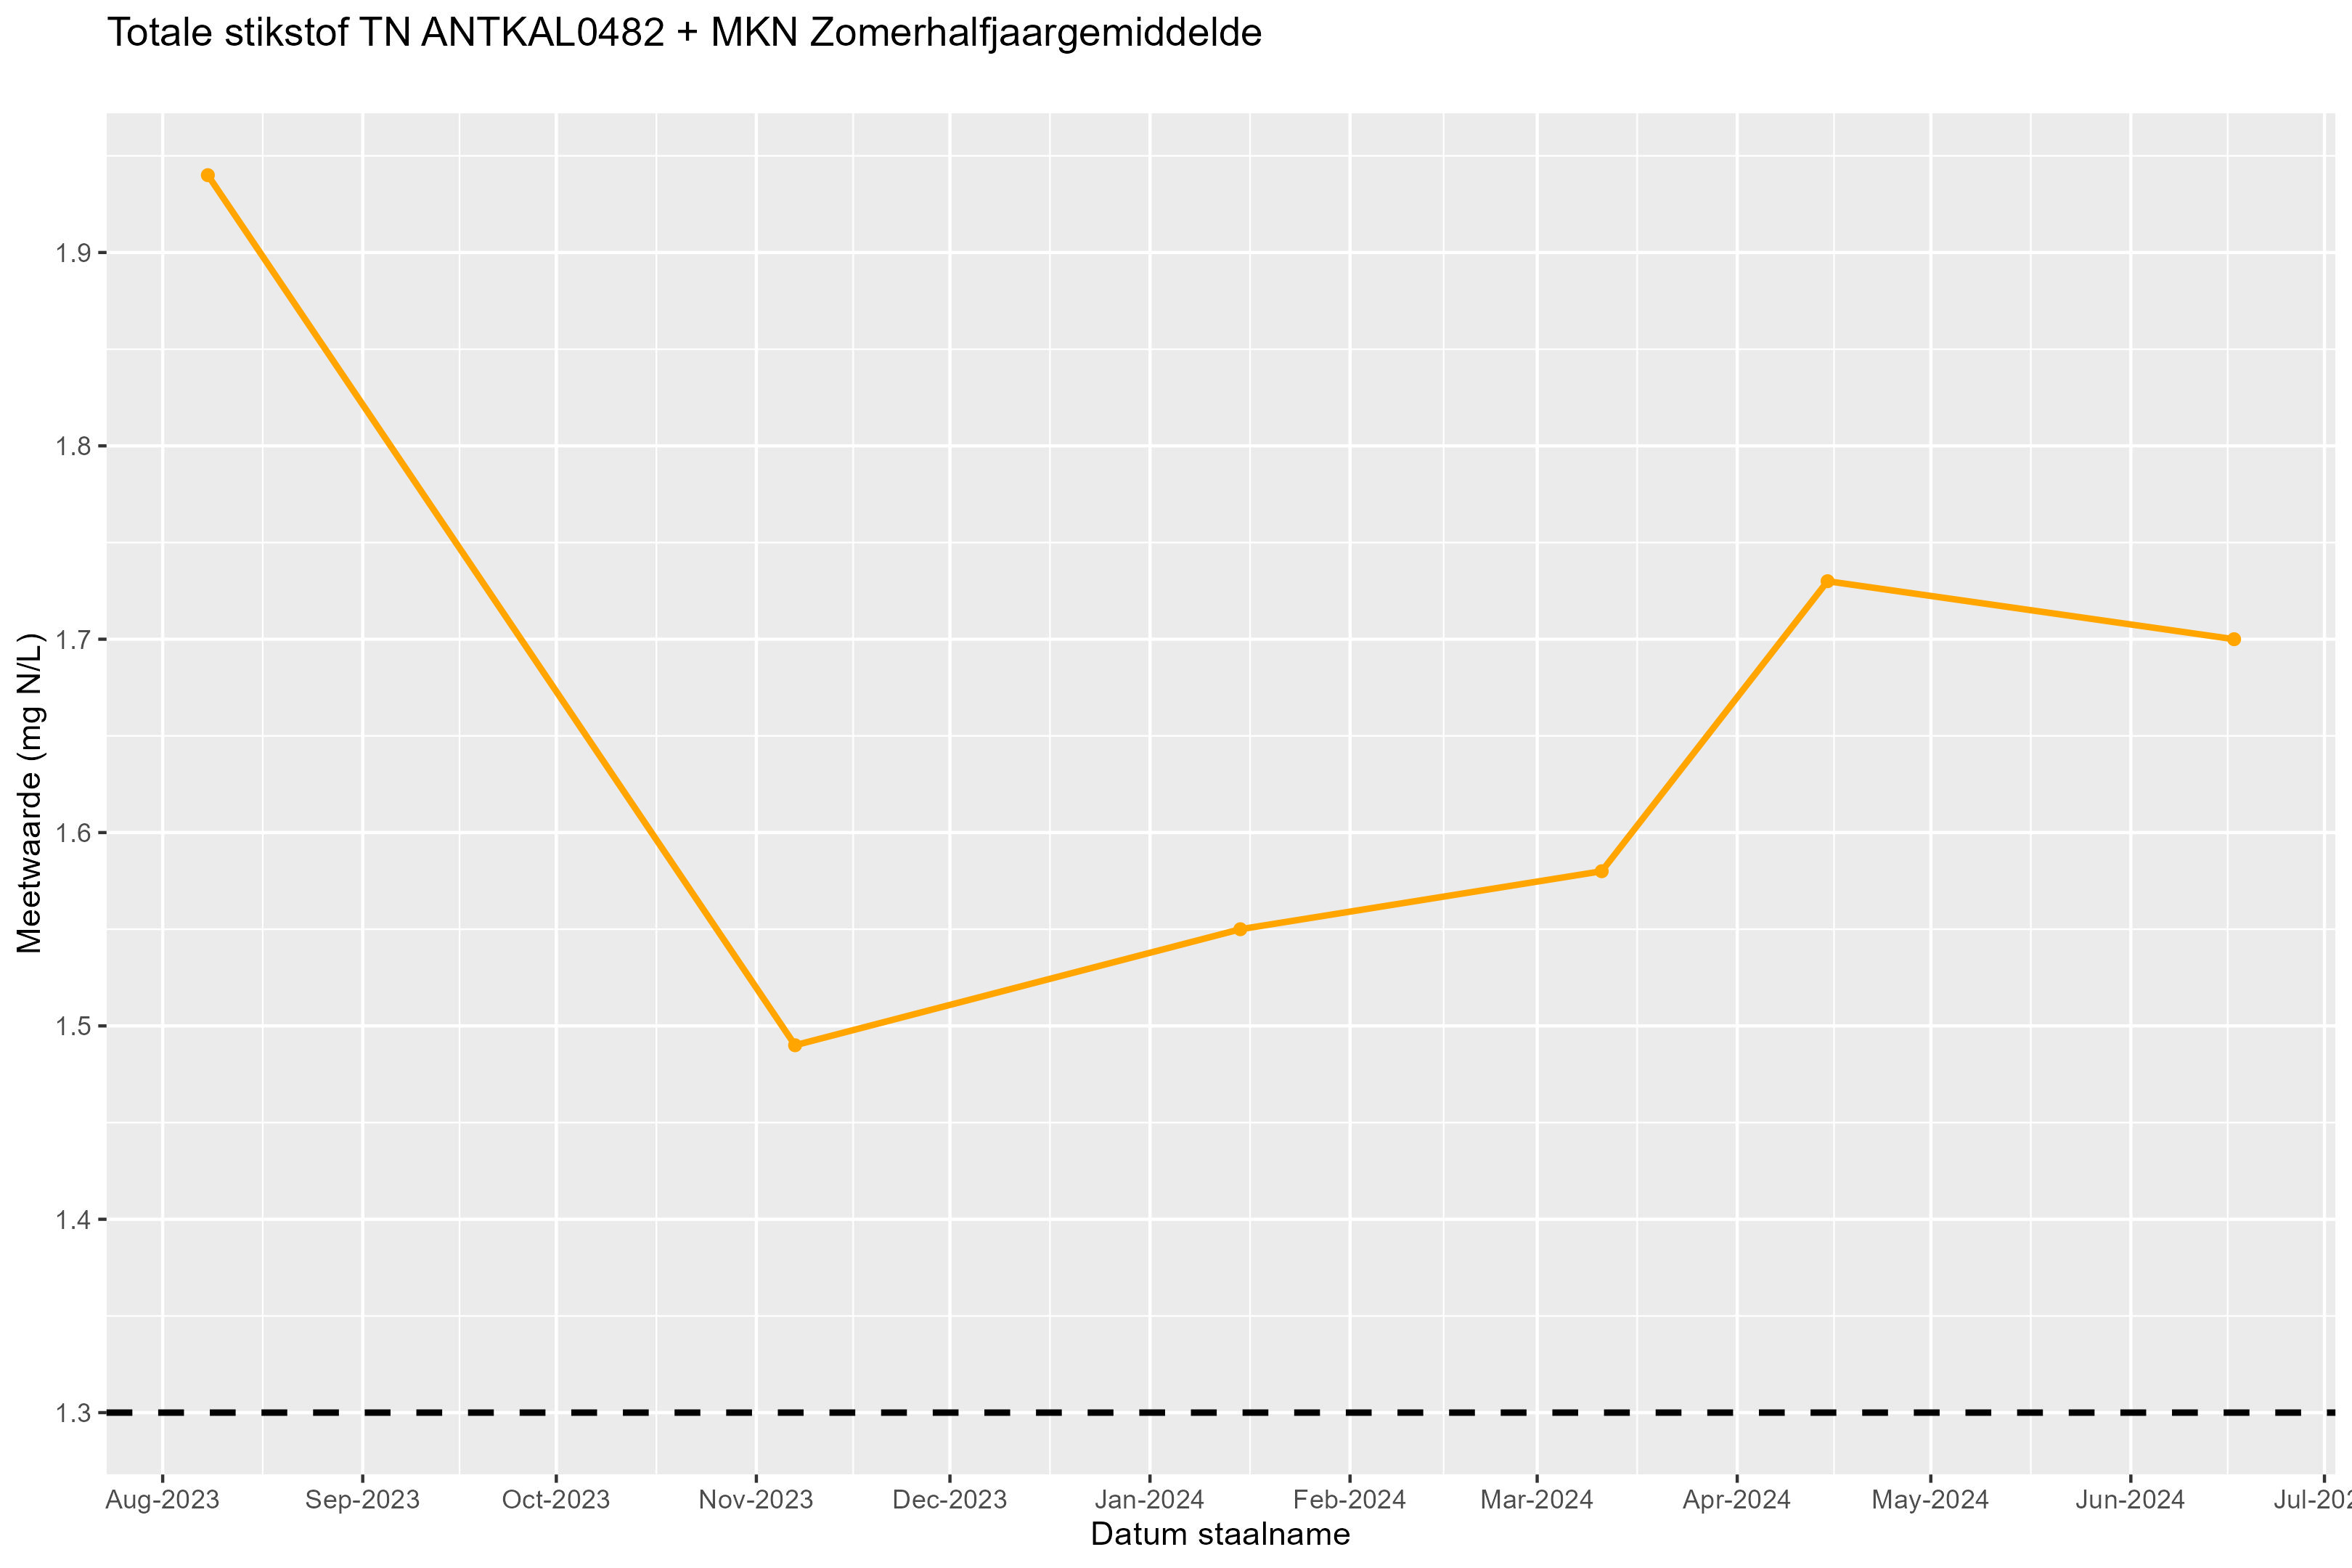 Totale stikstof TN ANTKAL0482 + MKN Zomerhalfjaargemiddelde
Meetwaarde (mg N/L)
1.9
1.8
1.7
1.6
1.5
1.4
1.3
Aug-2023 Sep-2023 Oct-2023 Nov-2023 Dec-2023 Jan-2024 Feb-2024 Mar-2024 Apr-2024 May-2024 Jun-2024 Jul-202
Datum staalname